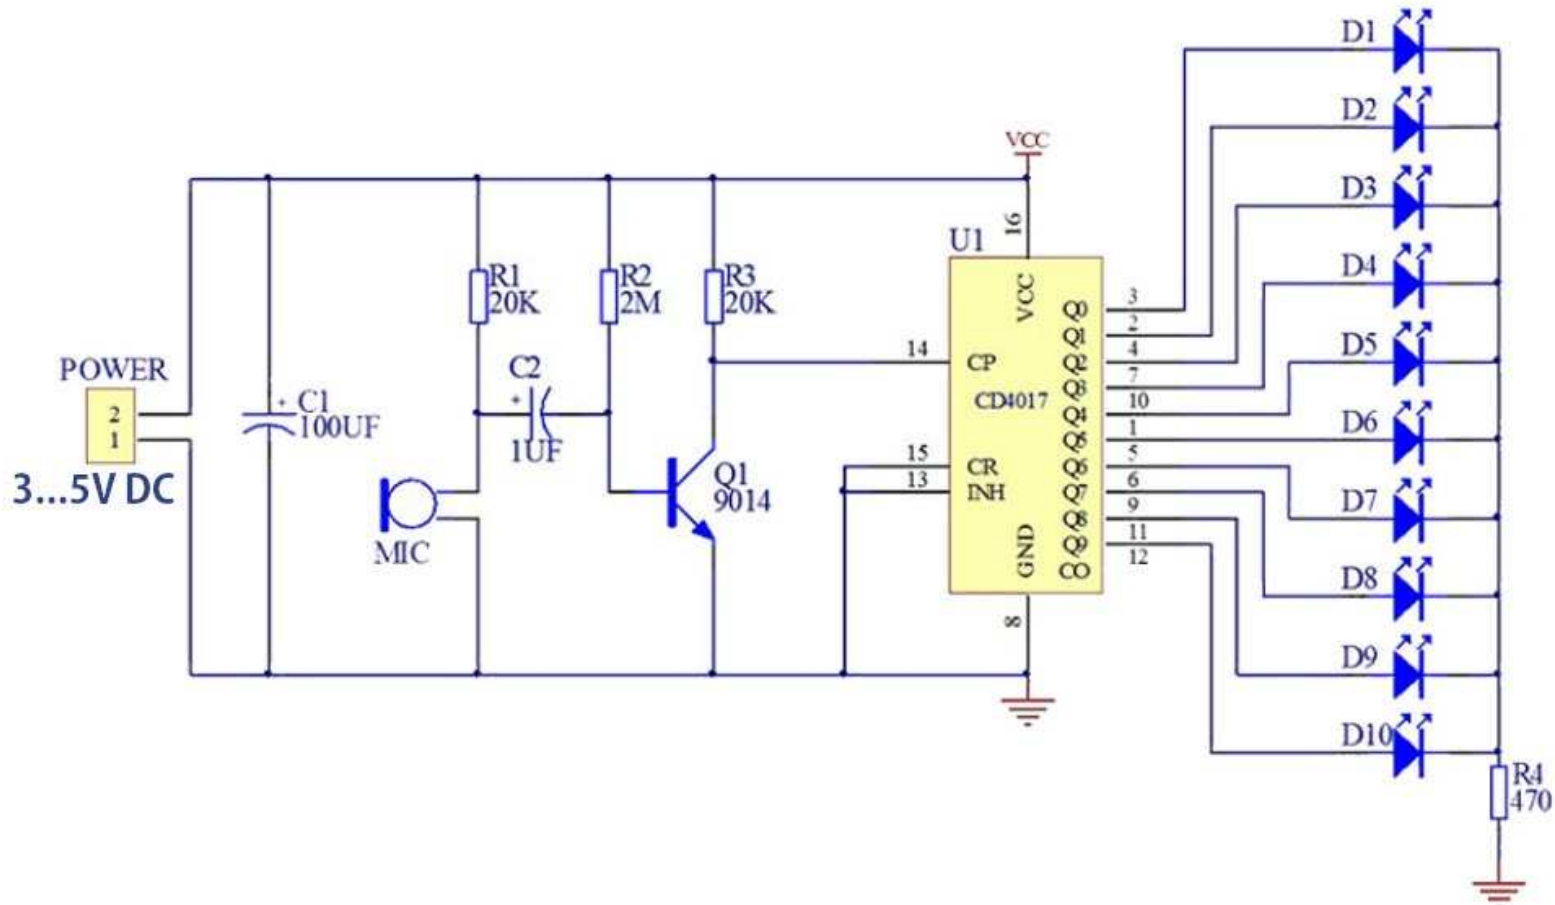 POWER
2
1
3...5V DC
C1
100UF
R1
20K
C2
1UF
MIC
R2
2M
R3
20K
Q1
9014
VCC
16
U1
VCC
14
CP
CD4017
15
CR
13
INH
GND
8
Q0
3
Q1
2
Q2
4
Q3
7
Q4
10
Q5
1
Q6
5
Q7
6
Q8
9
Q9
11
CO
12
D1
D2
D3
D4
D5
D6
D7
D8
D9
D10
R4
470